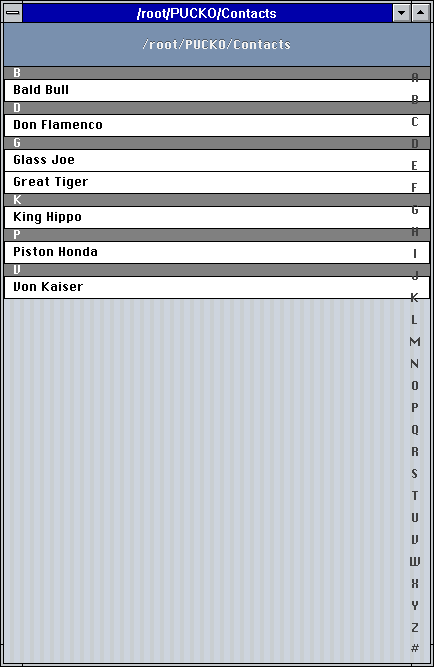 /root/PUCKO/Contacts
/root/PUCKO/Contacts
B
Bald Bull
D
Don Flamenco
G
Glass Joe
Great Tiger
K
King Hippo
P
Piston Honda
V
Von Kaiser
A
B
C
D
E
F
G
H
I
J
K
L
M
N
O
P
Q
R
S
T
U
V
W
X
Y
Z
#